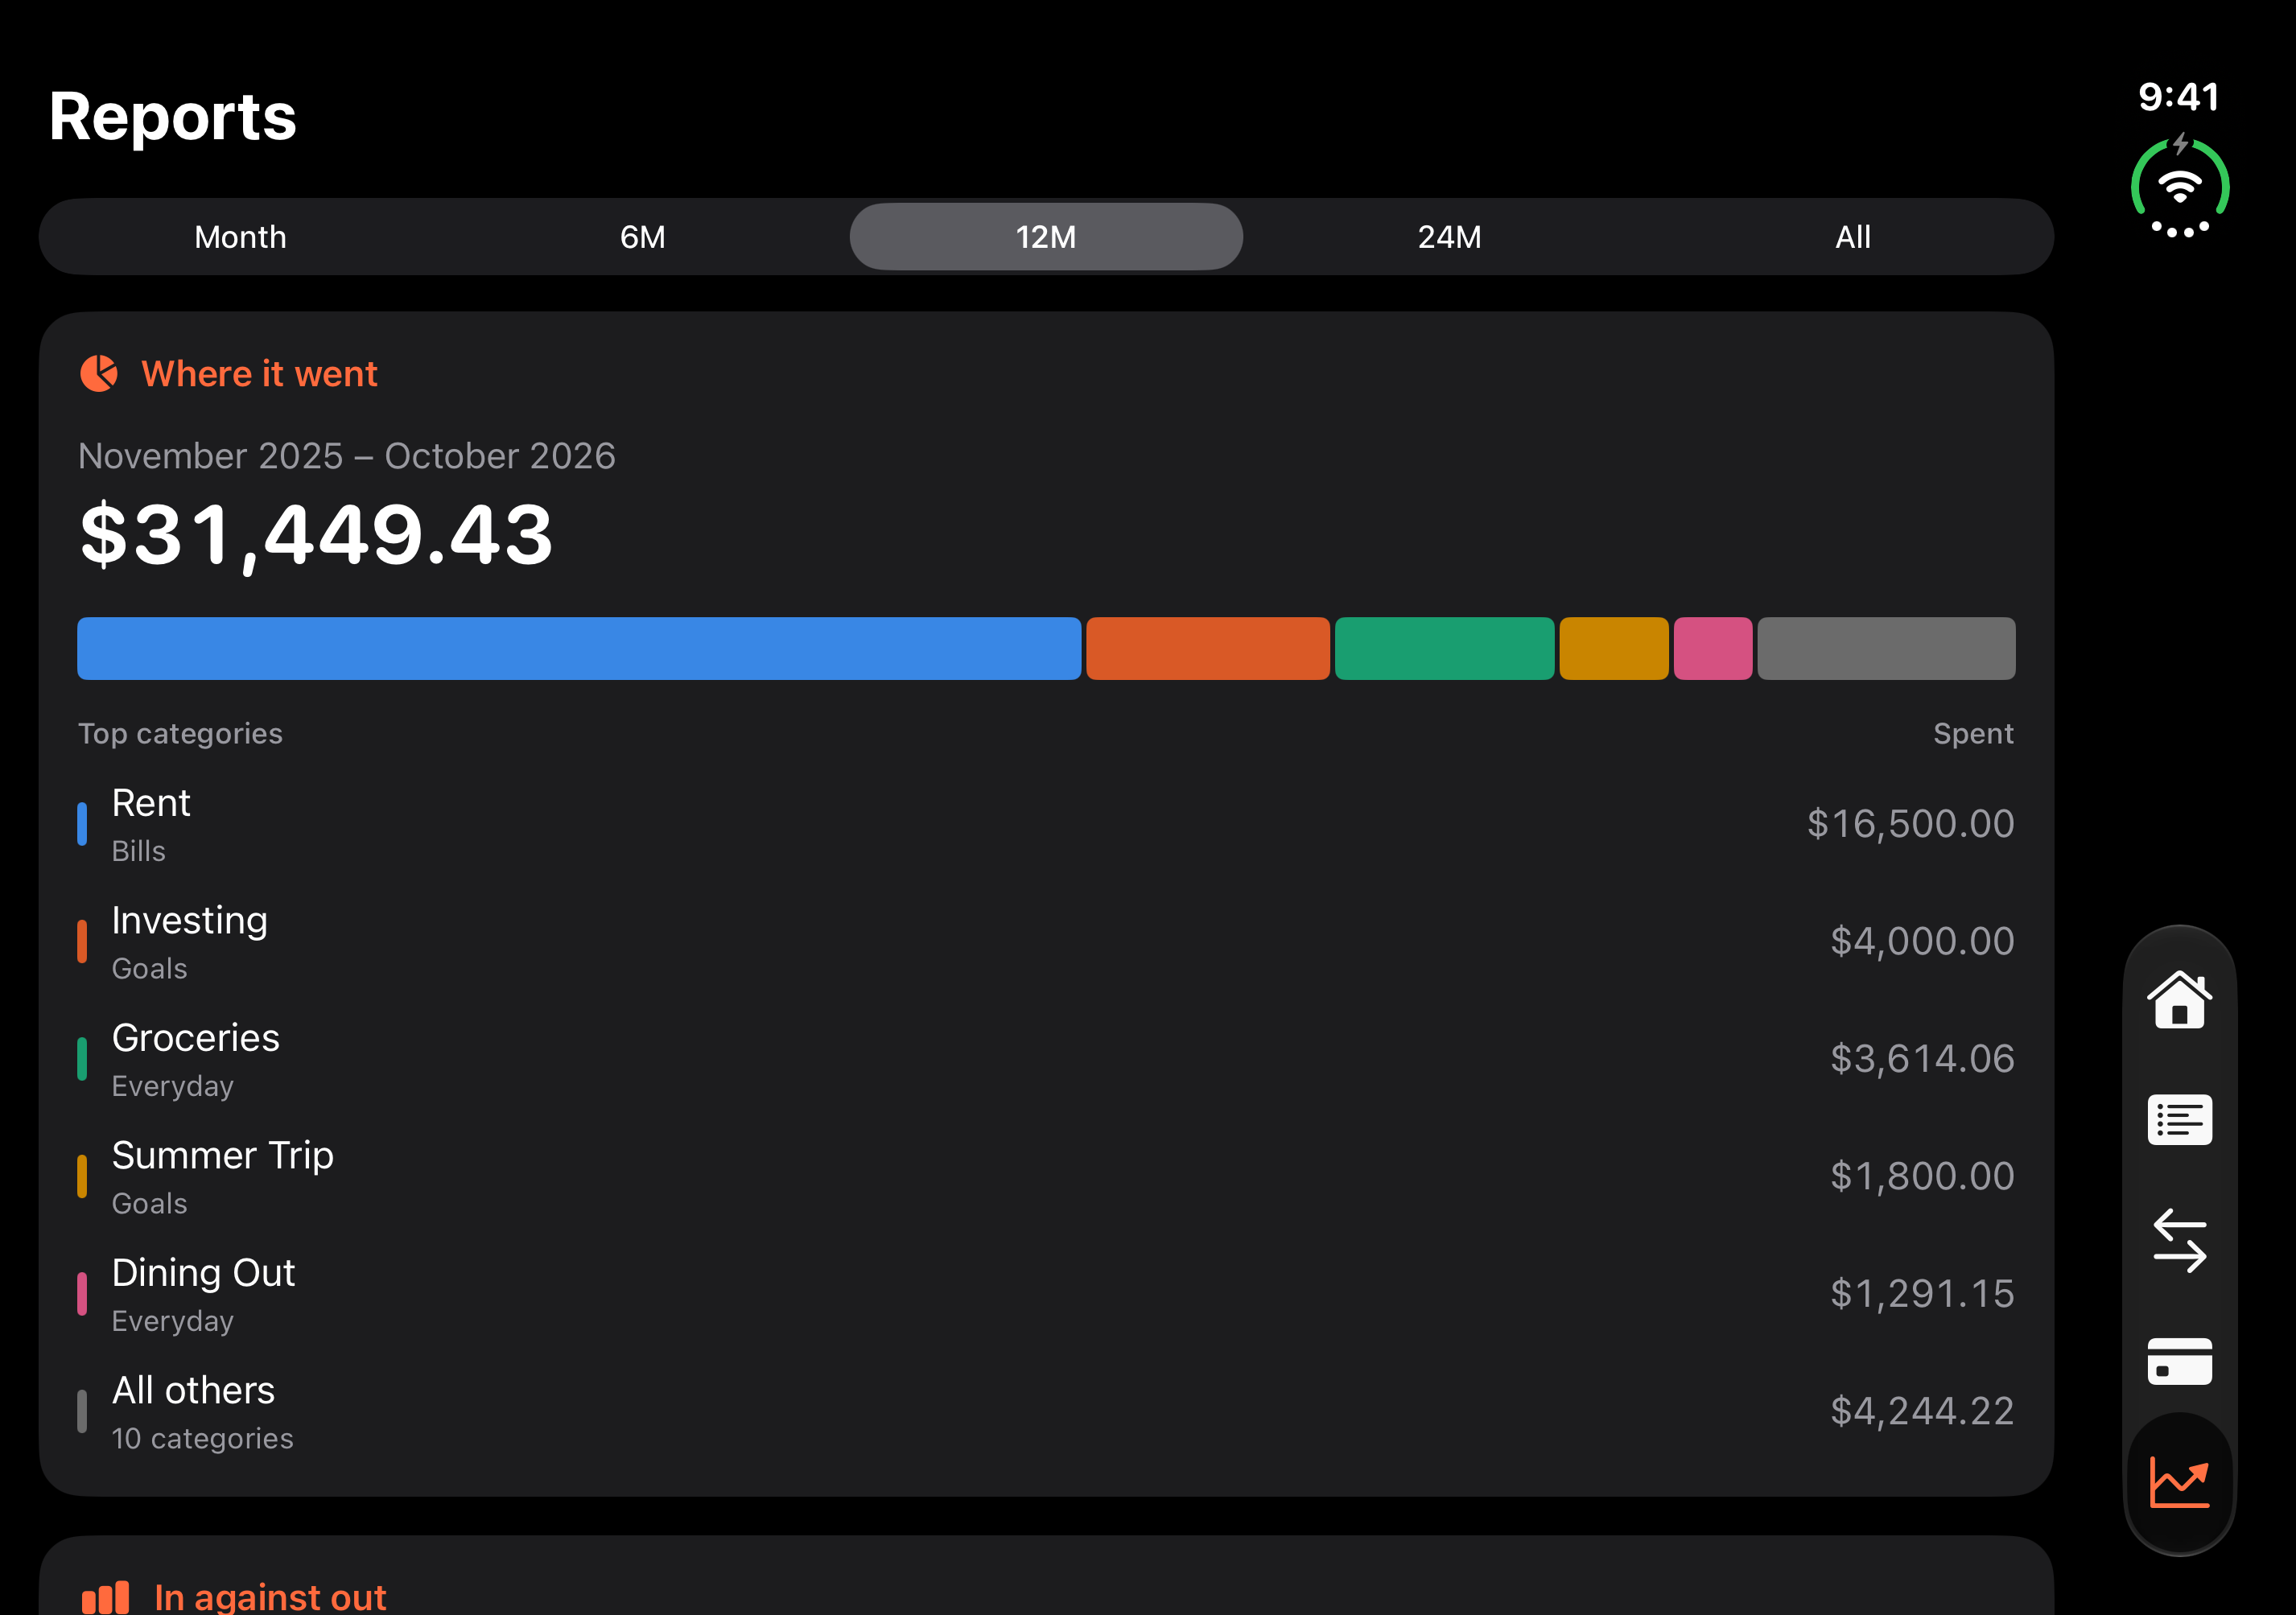 Reports
9:41
Month 6M 12M 24M All
Where it went
November 2025 – October 2026
$31,449.43
Top categories Spent
Rent
Bills
$16,500.00
Investing
Goals
$4,000.00
Groceries
Everyday
$3,614.06
Summer Trip
Goals
$1,800.00
Dining Out
Everyday
$1,291.15
All others
10 categories
$4,244.22
In against out